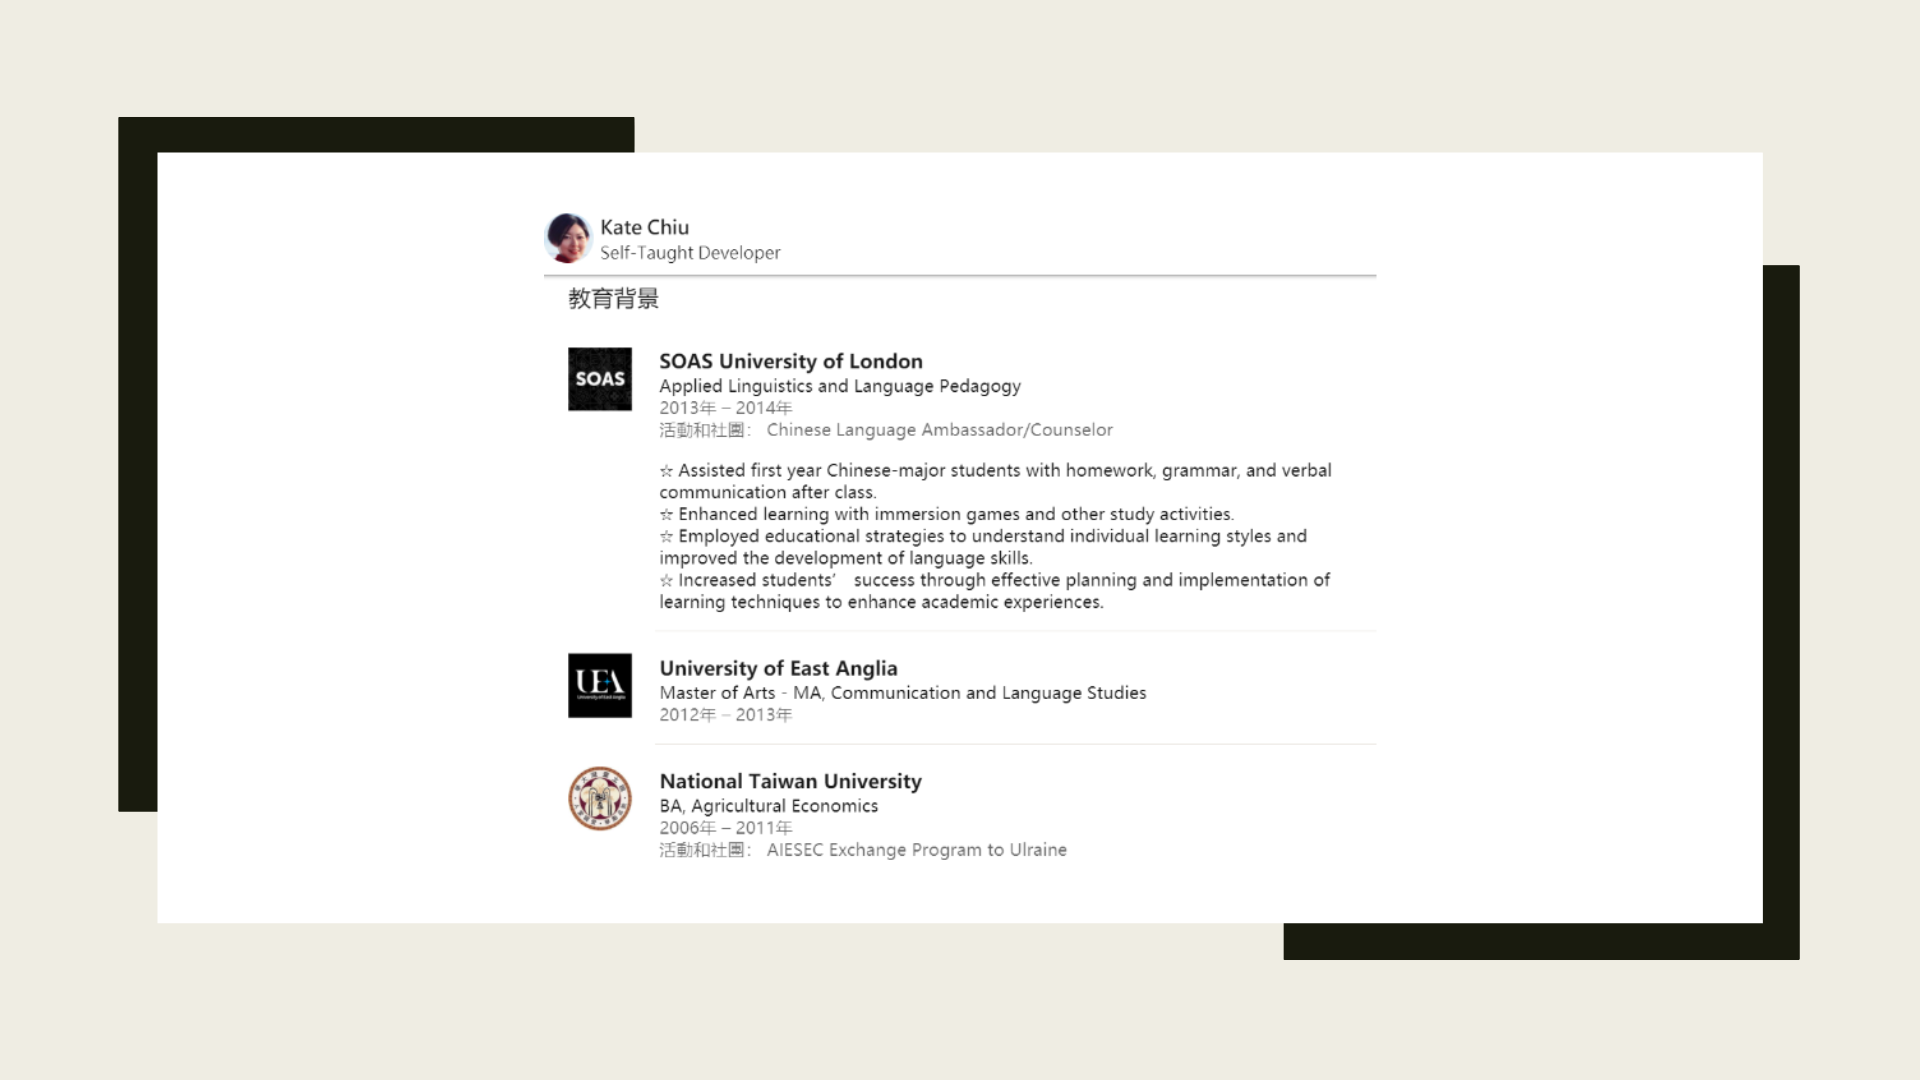 Kate Chiu
Self-Taught Developer
教育背景
SOAS
SOAS University of London
Applied Linguistics and Language Pedagogy
2013年 – 2014年
活動和社團： Chinese Language Ambassador/Counselor
☆ Assisted first year Chinese-major students with homework, grammar, and verbal
communication after class.
☆ Enhanced learning with immersion games and other study activities.
☆ Employed educational strategies to understand individual learning styles and
improved the development of language skills.
☆ Increased students’ success through effective planning and implementation of
learning techniques to enhance academic experiences.
UEA
University of East Anglia
University of East Anglia
Master of Arts - MA, Communication and Language Studies
2012年 – 2013年
National Taiwan University
BA, Agricultural Economics
2006年 – 2011年
活動和社團： AIESEC Exchange Program to Ulraine